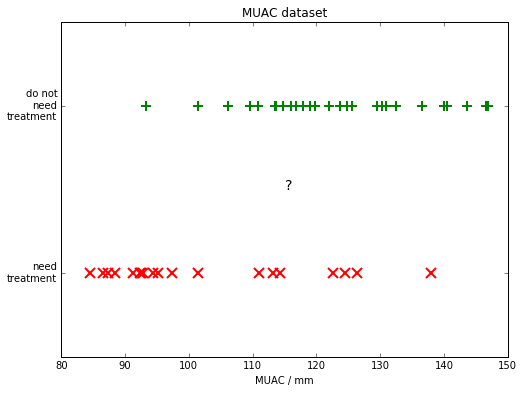 MUAC dataset
do not
need
treatment
?
need
treatment
80 90 100 110 120 130 140 150
MUAC / mm